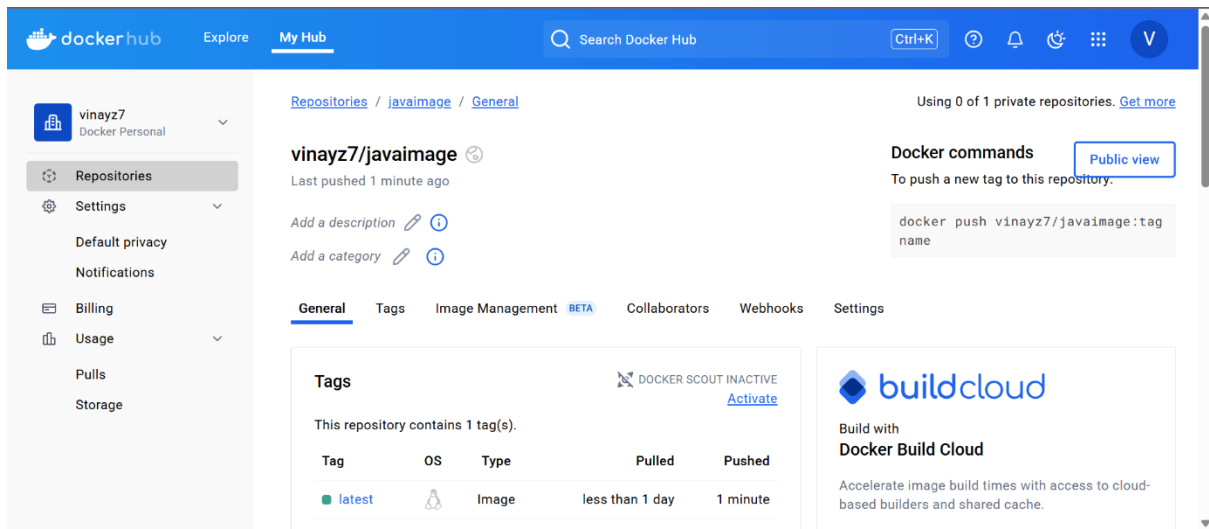 dockerhub
Explore
My Hub
Search Docker Hub
Ctrl+K
V
vinayz7
Docker Personal
Repositories
Settings
Default privacy
Notifications
Billing
Usage
Pulls
Storage
Repositories / javaimage / General
Using 0 of 1 private repositories. Get more
vinayz7/javaimage
Last pushed 1 minute ago
Add a description
Add a category
Docker commands
Public view
To push a new tag to this repository:
docker push vinayz7/javaimage:tag
name
General Tags Image Management BETA Collaborators Webhooks Settings
Tags
DOCKER SCOUT INACTIVE
Activate
This repository contains 1 tag(s).
Tag OS Type Pulled Pushed
latest Image less than 1 day 1 minute
buildcloud
Build with
Docker Build Cloud
Accelerate image build times with access to cloud-
based builders and shared cache.